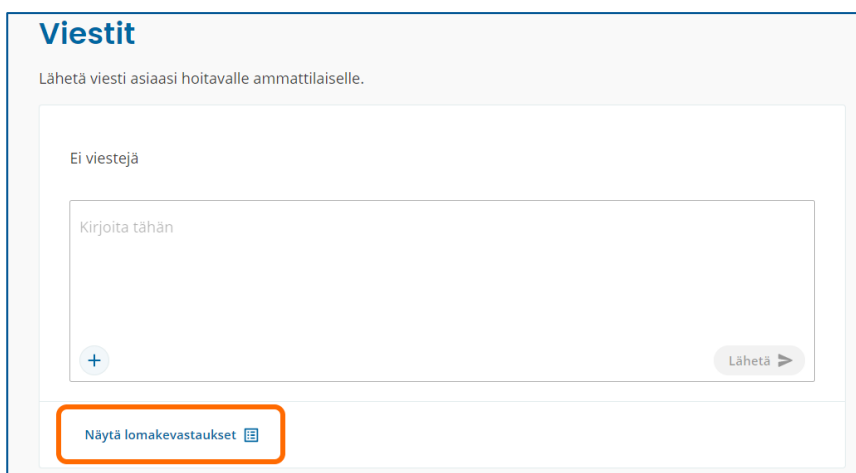 Viestit
Lähetä viesti asiaasi hoitavalle ammattilaiselle.
Ei viestejä
Kirjoita tähän
Lähetä
Näytä lomakevastaukset